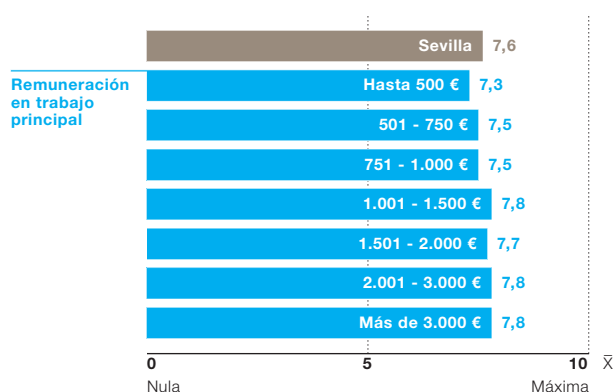 Sevilla 7,6
Remuneración
en trabajo
principal
Hasta 500 € 7,3
501 - 750 € 7,5
751 - 1.000 € 7,5
1.001 - 1.500 € 7,8
1.501 - 2.000 € 7,7
2.001 - 3.000 € 7,8
Más de 3.000 € 7,8
0 5 10 X̅
Nula Máxima